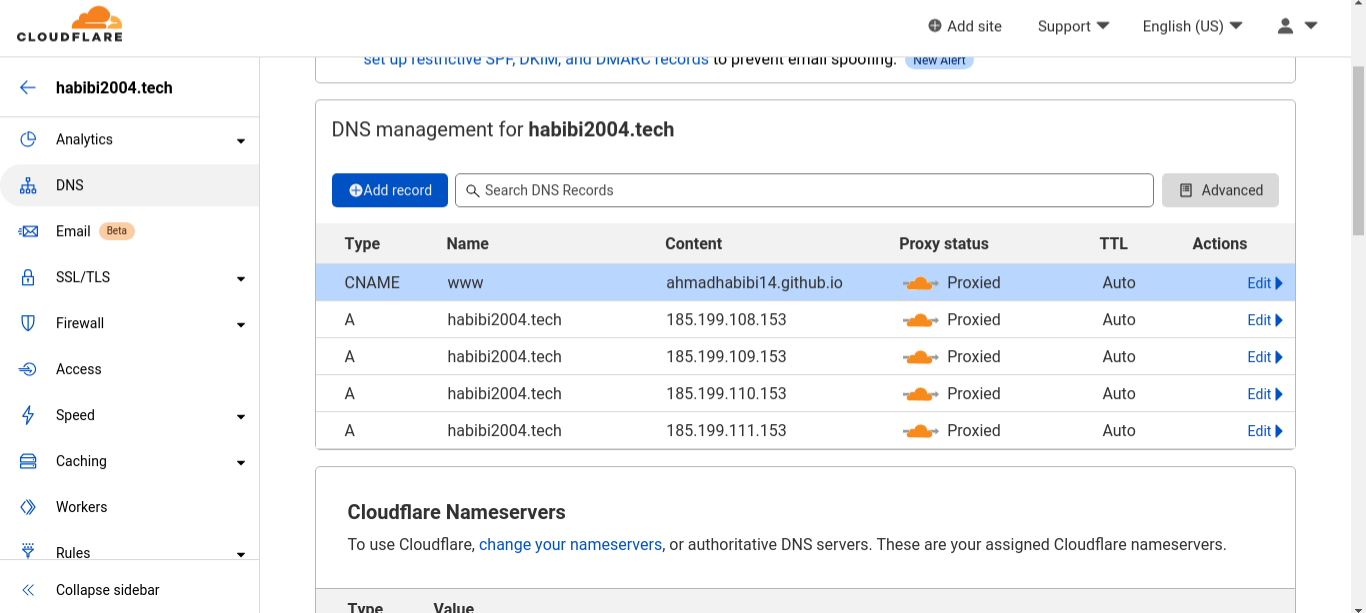 CLOUDFLARE
Add site Support English (US)
set up restrictive SPF, DKIM, and DMARC records to prevent email spoofing. New Alert
habibi2004.tech
Analytics
DNS
Email Beta
SSL/TLS
Firewall
Access
Speed
Caching
Workers
Rules
Collapse sidebar
DNS management for habibi2004.tech
Add record Search DNS Records Advanced
Type Name Content Proxy status TTL Actions
CNAME www ahmadhabibi14.github.io Proxied Auto Edit
A habibi2004.tech 185.199.108.153 Proxied Auto Edit
A habibi2004.tech 185.199.109.153 Proxied Auto Edit
A habibi2004.tech 185.199.110.153 Proxied Auto Edit
A habibi2004.tech 185.199.111.153 Proxied Auto Edit
Cloudflare Nameservers
To use Cloudflare, change your nameservers, or authoritative DNS servers. These are your assigned Cloudflare nameservers.
Type Value